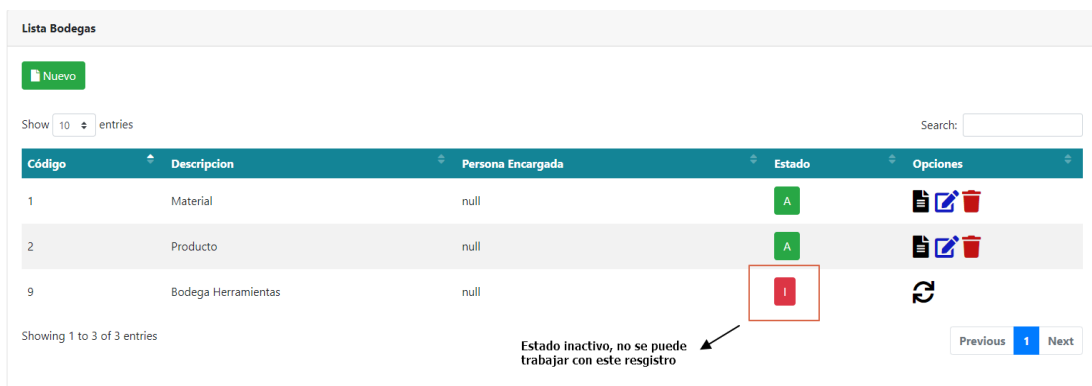 Lista Bodegas
Nuevo
Show 10 entries Search:
Código Descripcion Persona Encargada Estado Opciones
1 Material null A
2 Producto null A
9 Bodega Herramientas null I
Showing 1 to 3 of 3 entries
Previous 1 Next
Estado inactivo, no se puede
trabajar con este resgistro